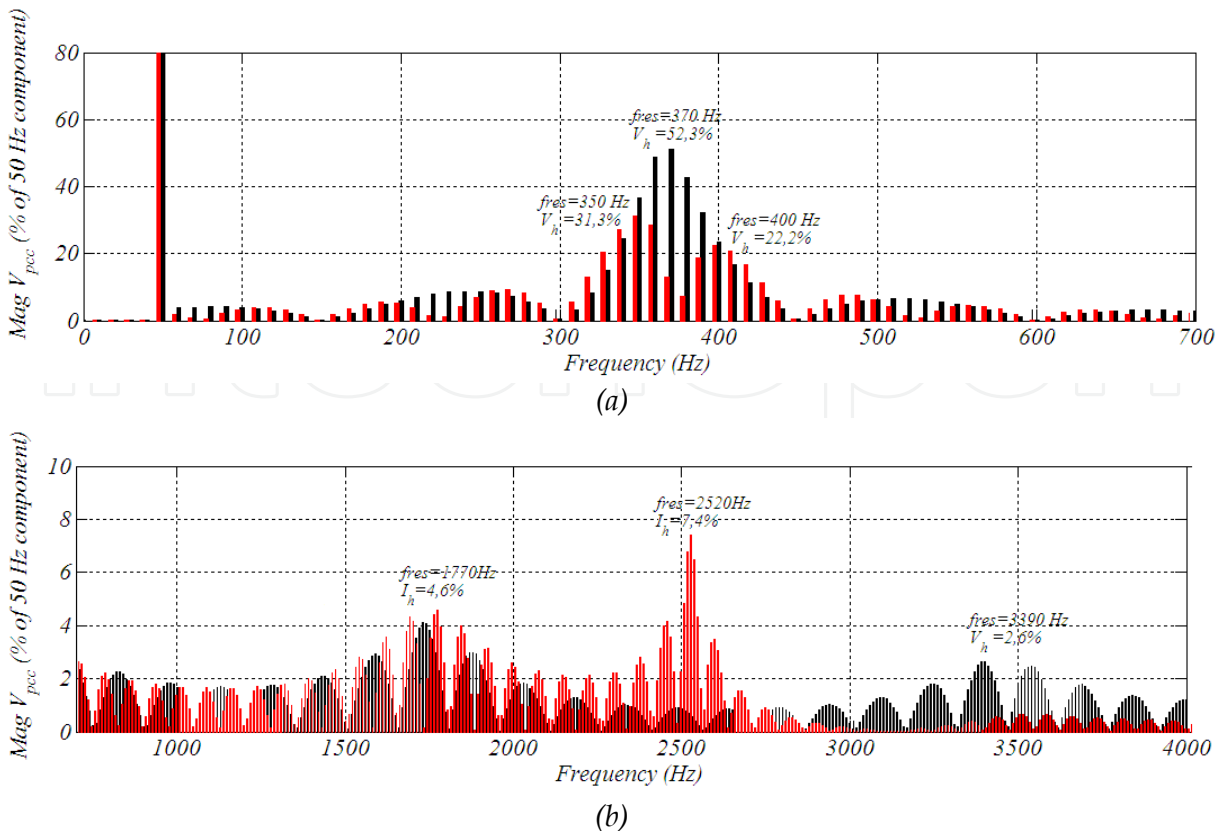 Mag V_pcc (% of 50 Hz component)
80
60
40
20
0
fres=370 Hz
V_h=52,3%
fres=350 Hz
V_h=31,3%
fres=400 Hz
V_h=22,2%
0 100 200 300 400 500 600 700
Frequency (Hz)
(a)
Mag V_pcc (% of 50 Hz component)
10
8
6
4
2
0
fres=2520Hz
I_h=7,4%
fres=1770Hz
I_h=4,6%
fres=3390 Hz
V_h=2,6%
1000 1500 2000 2500 3000 3500 4000
Frequency (Hz)
(b)